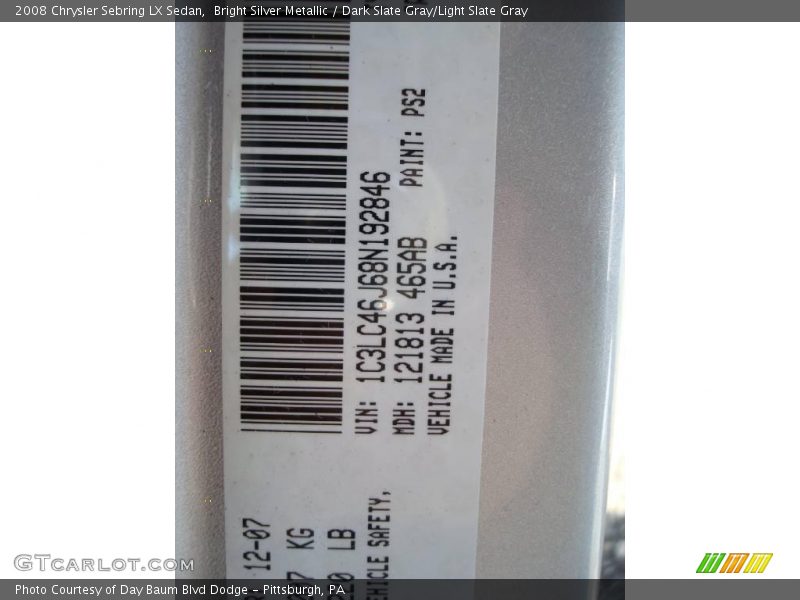 2008 Chrysler Sebring LX Sedan, Bright Silver Metallic / Dark Slate Gray/Light Slate Gray
12-07
KG
LB
SAFETY,
VIN: 1C3LC46J68N192846
MDH: 121813 465AB PAINT: PS2
VEHICLE MADE IN U.S.A.
GTCarLot.com
Photo Courtesy of Day Baum Blvd Dodge - Pittsburgh, PA